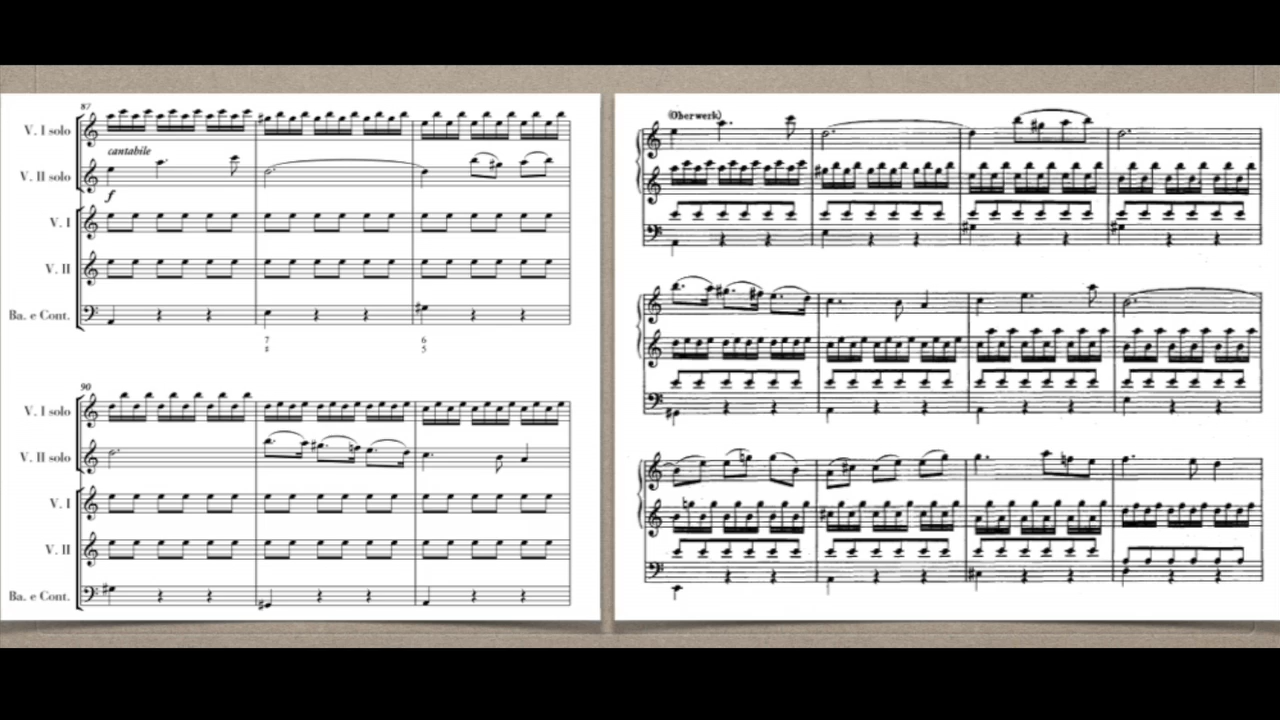 87
V. I solo
cantabile
V. II solo
f
V. I
V. II
Ba. e Cont.
7 6
♯ 5
90
V. I solo
V. II solo
V. I
V. II
Ba. e Cont.
(Oberwerk)